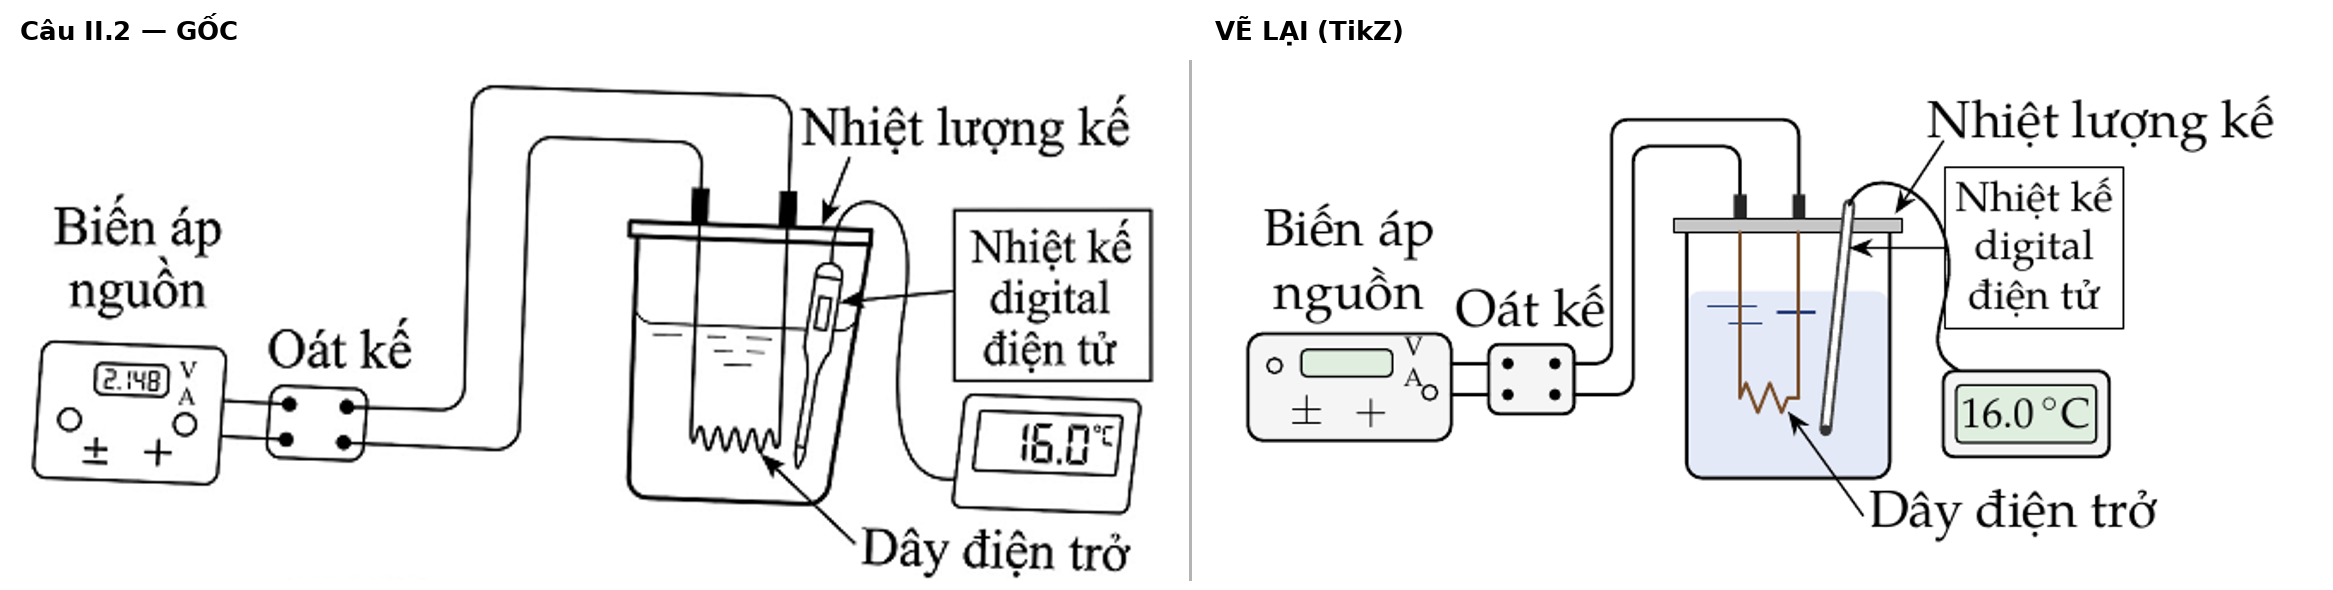 Câu II.2 — GỐC
Nhiệt lượng kế
Biến áp
nguồn
Nhiệt kế
digital
điện tử
Oát kế
2.148
V
A
±
+
16.0°C
Dây điện trở
VẼ LẠI (TikZ)
Nhiệt lượng kế
Nhiệt kế
digital
điện tử
Biến áp
nguồn
Oát kế
V
A
±
+
16.0 °C
Dây điện trở